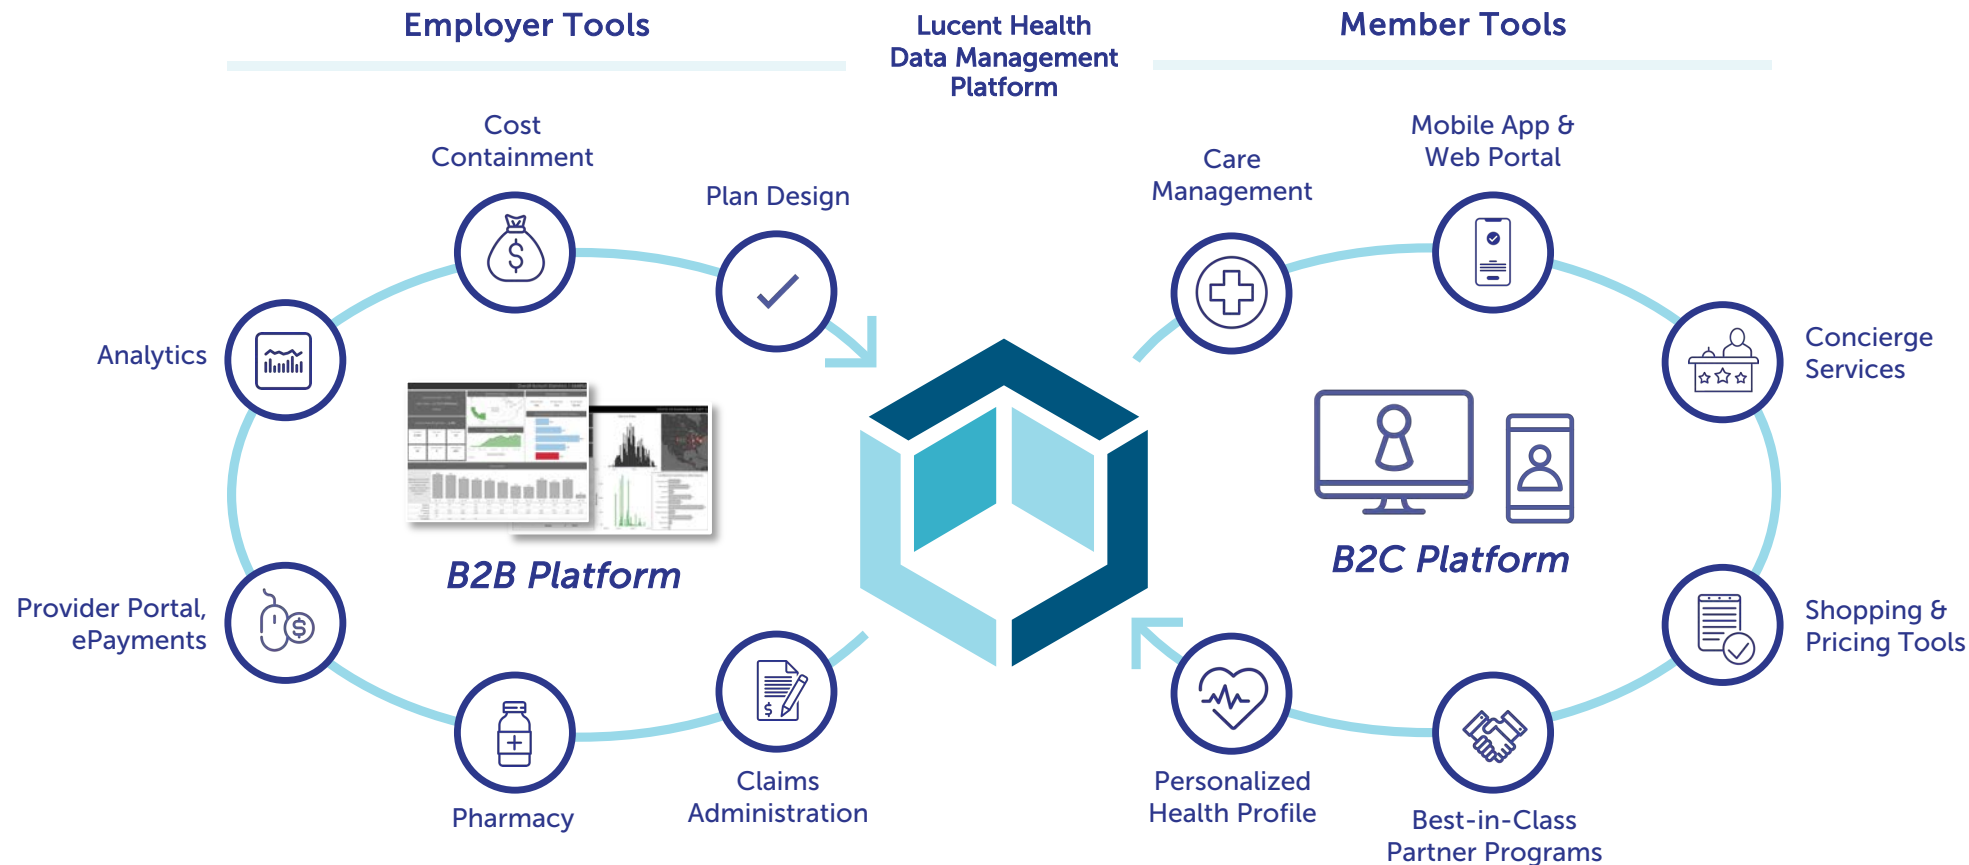 Employer Tools
Lucent Health
Data Management
Platform
Member Tools
Cost
Containment
Plan Design
Analytics
Provider Portal,
ePayments
Pharmacy
Claims
Administration
B2B Platform
Care
Management
Mobile App &
Web Portal
Concierge
Services
Shopping &
Pricing Tools
Best-in-Class
Partner Programs
Personalized
Health Profile
B2C Platform